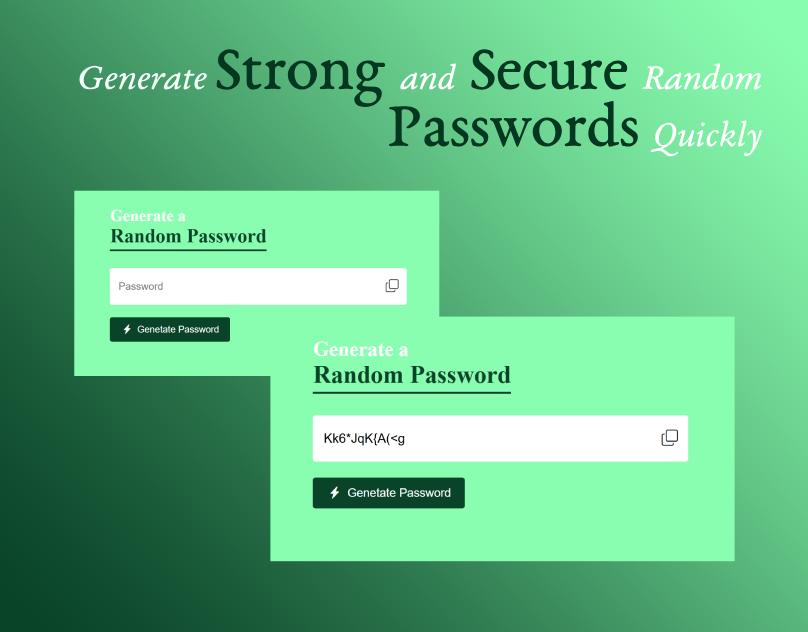 Generate Strong and Secure Random
Passwords Quickly
Generate a
Random Password
Password
Genetate Password
Generate a
Random Password
Kk6*JqK{A(<g
Genetate Password